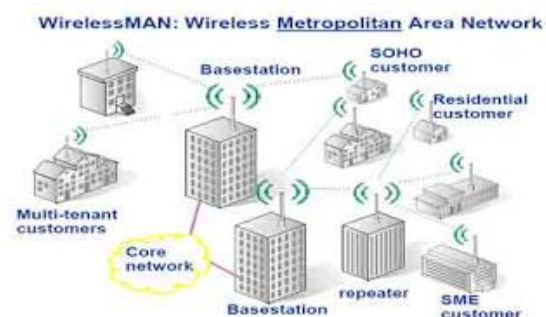 WirelessMAN: Wireless Metropolitan Area Network
SOHO
customer
Basestation
Residential
customer
Multi-tenant
customers
Core
network
Basestation
repeater
SME
customer